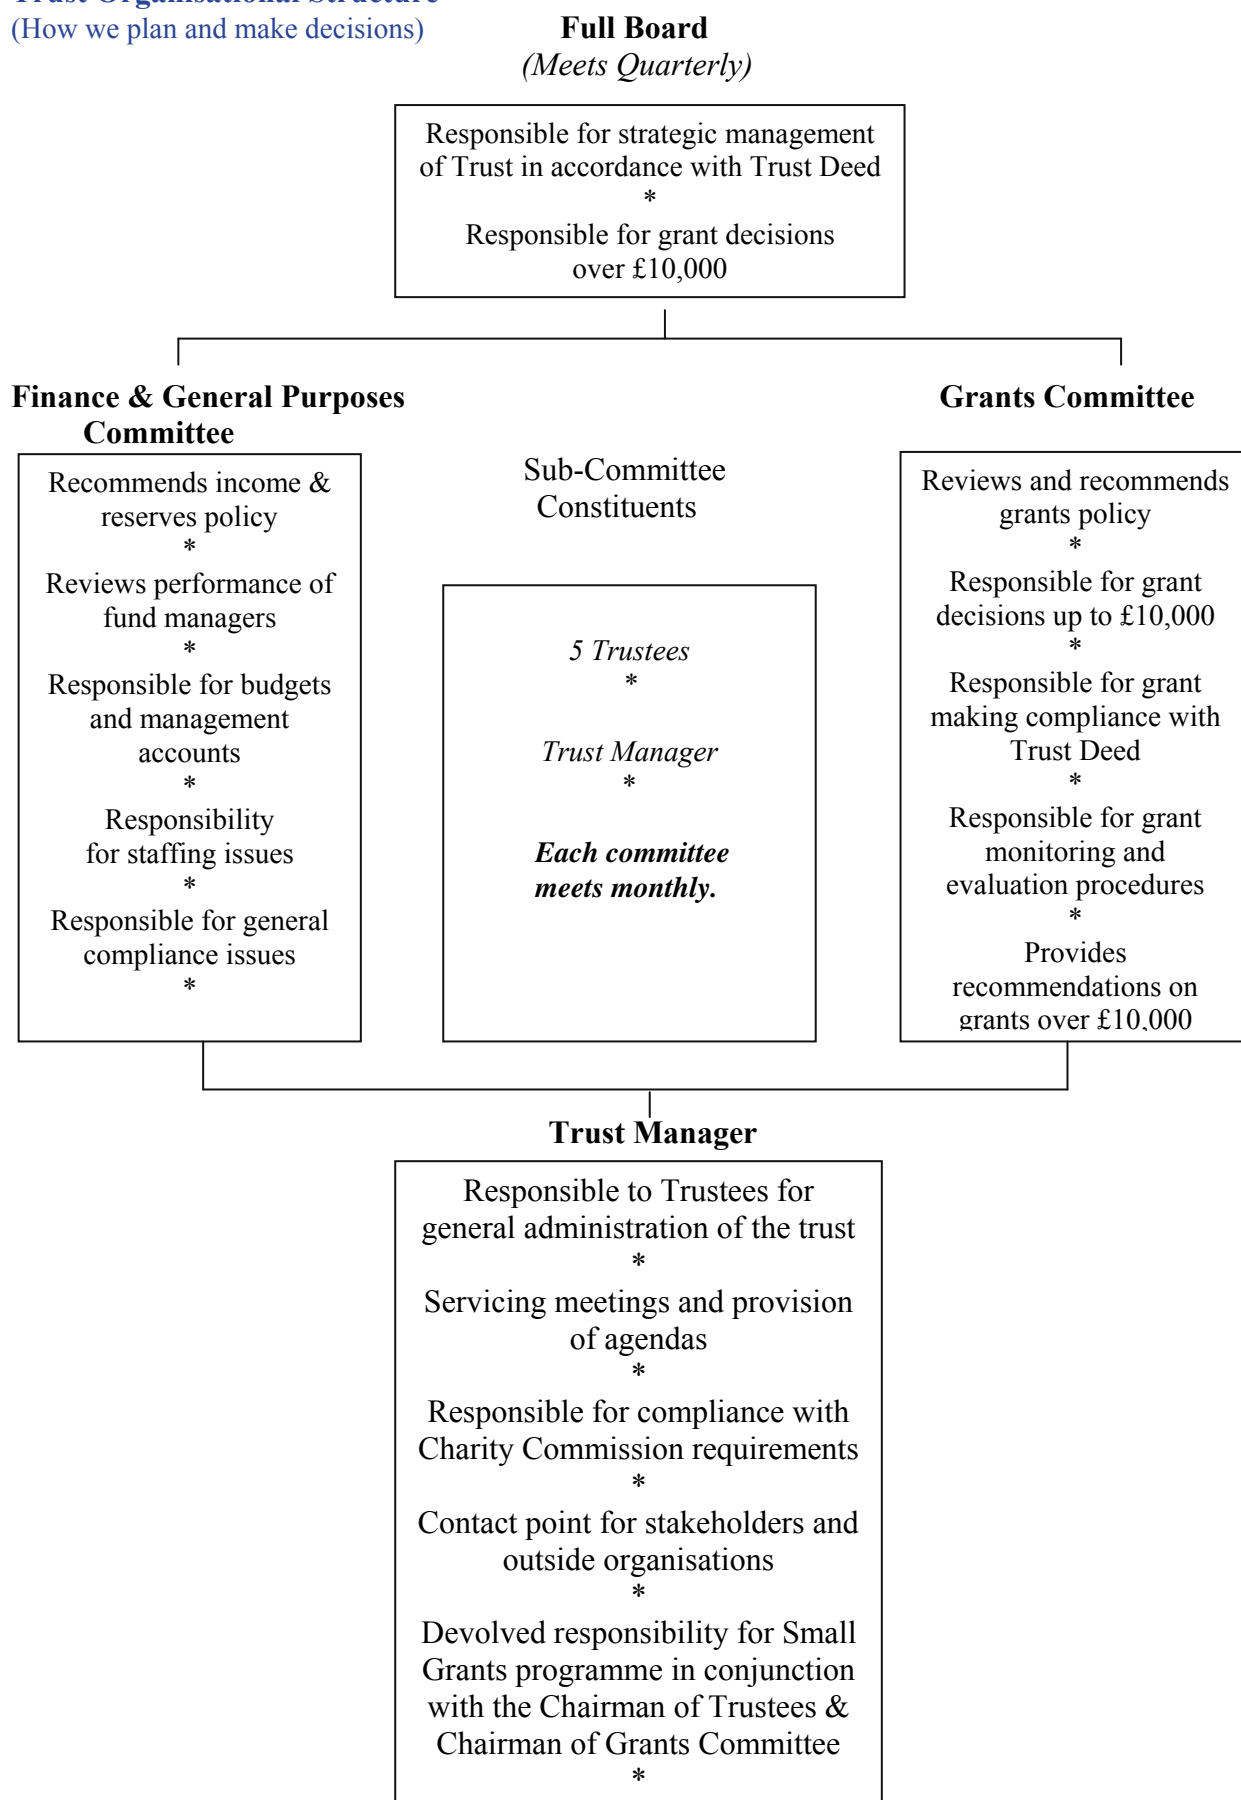 Trust Organisational Structure
(How we plan and make decisions)
Full Board
(Meets Quarterly)
Responsible for strategic management
of Trust in accordance with Trust Deed
*
Responsible for grant decisions
over £10,000
Finance & General Purposes
Committee
Recommends income &
reserves policy
*
Reviews performance of
fund managers
*
Responsible for budgets
and management
accounts
*
Responsibility
for staffing issues
*
Responsible for general
compliance issues
*
Sub-Committee
Constituents
5 Trustees
*
Trust Manager
*
Each committee
meets monthly.
Grants Committee
Reviews and recommends
grants policy
*
Responsible for grant
decisions up to £10,000
*
Responsible for grant
making compliance with
Trust Deed
*
Responsible for grant
monitoring and
evaluation procedures
*
Provides
recommendations on
grants over £10,000
Trust Manager
Responsible to Trustees for
general administration of the trust
*
Servicing meetings and provision
of agendas
*
Responsible for compliance with
Charity Commission requirements
*
Contact point for stakeholders and
outside organisations
*
Devolved responsibility for Small
Grants programme in conjunction
with the Chairman of Trustees &
Chairman of Grants Committee
*